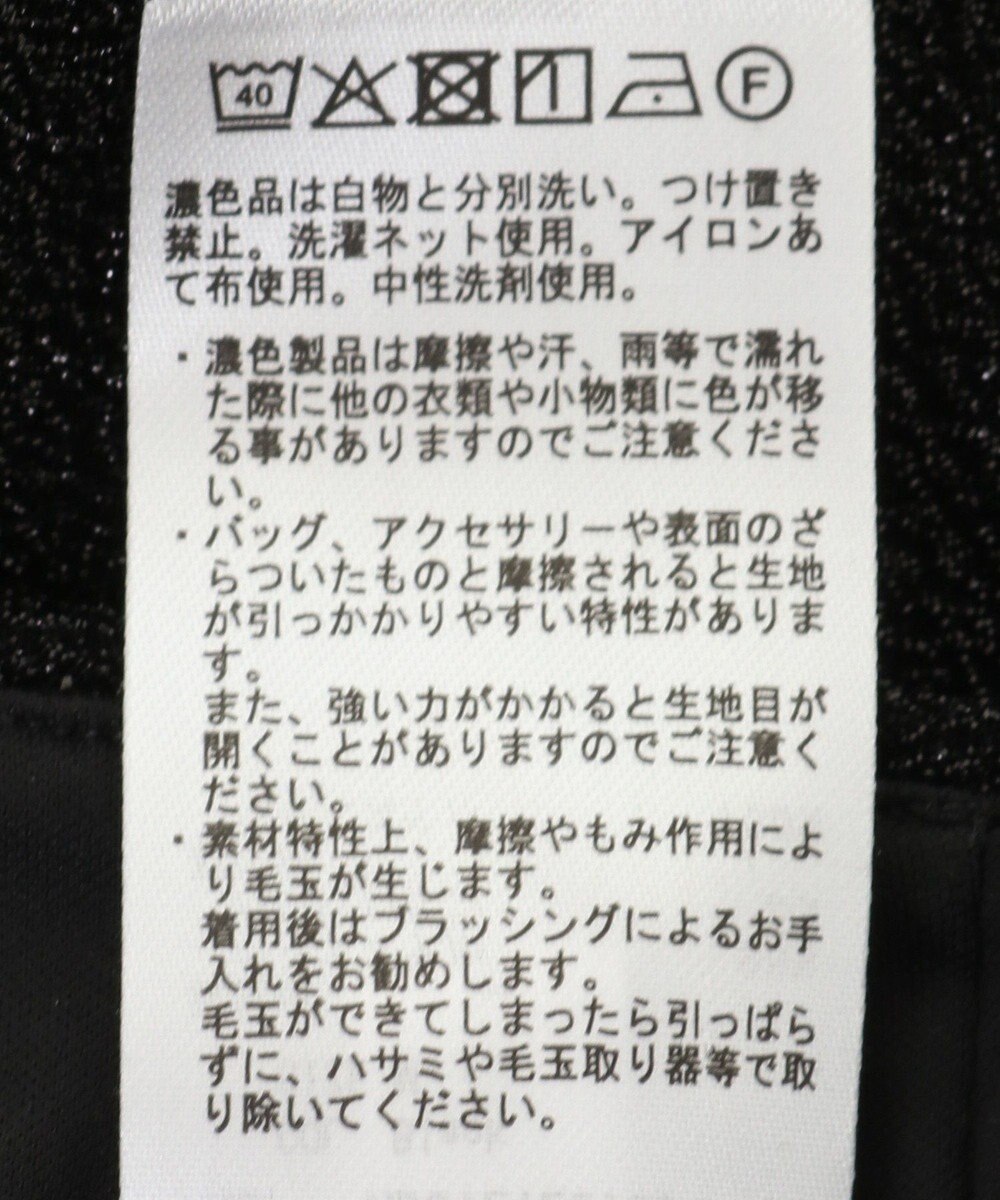 40 F
濃色品は白物と分別洗い。つけ置き
禁止。洗濯ネット使用。アイロンあ
て布使用。中性洗剤使用。
・濃色製品は摩擦や汗、雨等で濡れ
た際に他の衣類や小物類に色が移
る事がありますのでご注意くださ
い。
・バッグ、アクセサリーや表面のざ
らついたものと摩擦されると生地
が引っかかりやすい特性がありま
す。
また、強い力がかかると生地目が
開くことがありますのでご注意く
ださい。
・素材特性上、摩擦やもみ作用によ
り毛玉が生じます。
着用後はブラッシングによるお手
入れをお勧めします。
毛玉ができてしまったら引っぱら
ずに、ハサミや毛玉取り器等で取
り除いてください。